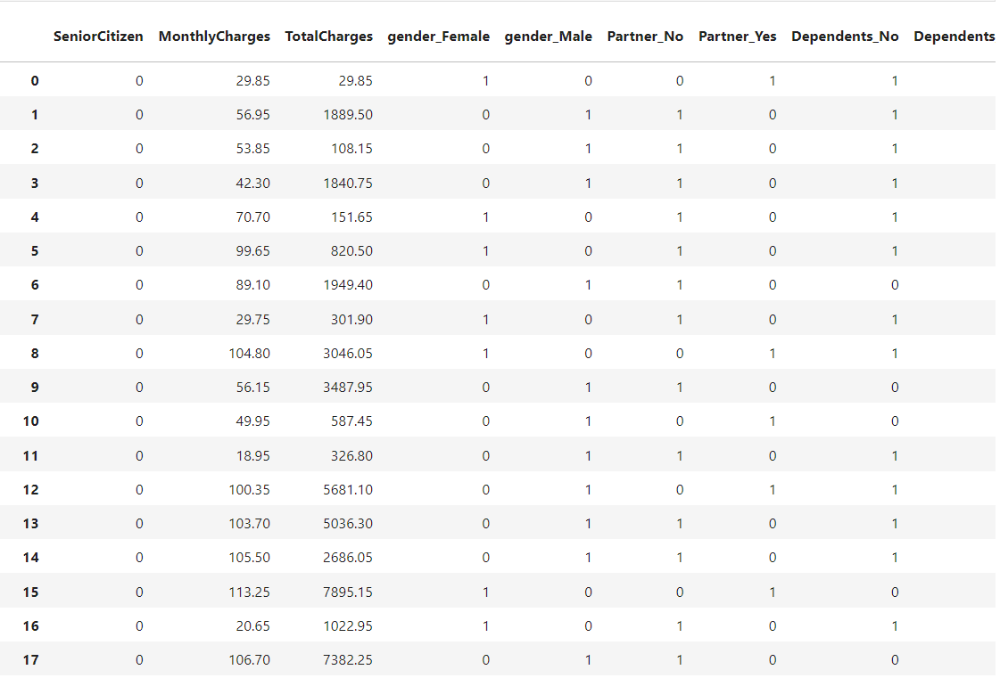 SeniorCitizen MonthlyCharges TotalCharges gender_Female gender_Male Partner_No Partner_Yes Dependents_No Dependents
0 0 29.85 29.85 1 0 0 1 1
1 0 56.95 1889.50 0 1 1 0 1
2 0 53.85 108.15 0 1 1 0 1
3 0 42.30 1840.75 0 1 1 0 1
4 0 70.70 151.65 1 0 1 0 1
5 0 99.65 820.50 1 0 1 0 1
6 0 89.10 1949.40 0 1 1 0 0
7 0 29.75 301.90 1 0 1 0 1
8 0 104.80 3046.05 1 0 0 1 1
9 0 56.15 3487.95 0 1 1 0 0
10 0 49.95 587.45 0 1 0 1 0
11 0 18.95 326.80 0 1 1 0 1
12 0 100.35 5681.10 0 1 0 1 1
13 0 103.70 5036.30 0 1 1 0 1
14 0 105.50 2686.05 0 1 1 0 1
15 0 113.25 7895.15 1 0 0 1 0
16 0 20.65 1022.95 1 0 1 0 1
17 0 106.70 7382.25 0 1 1 0 0